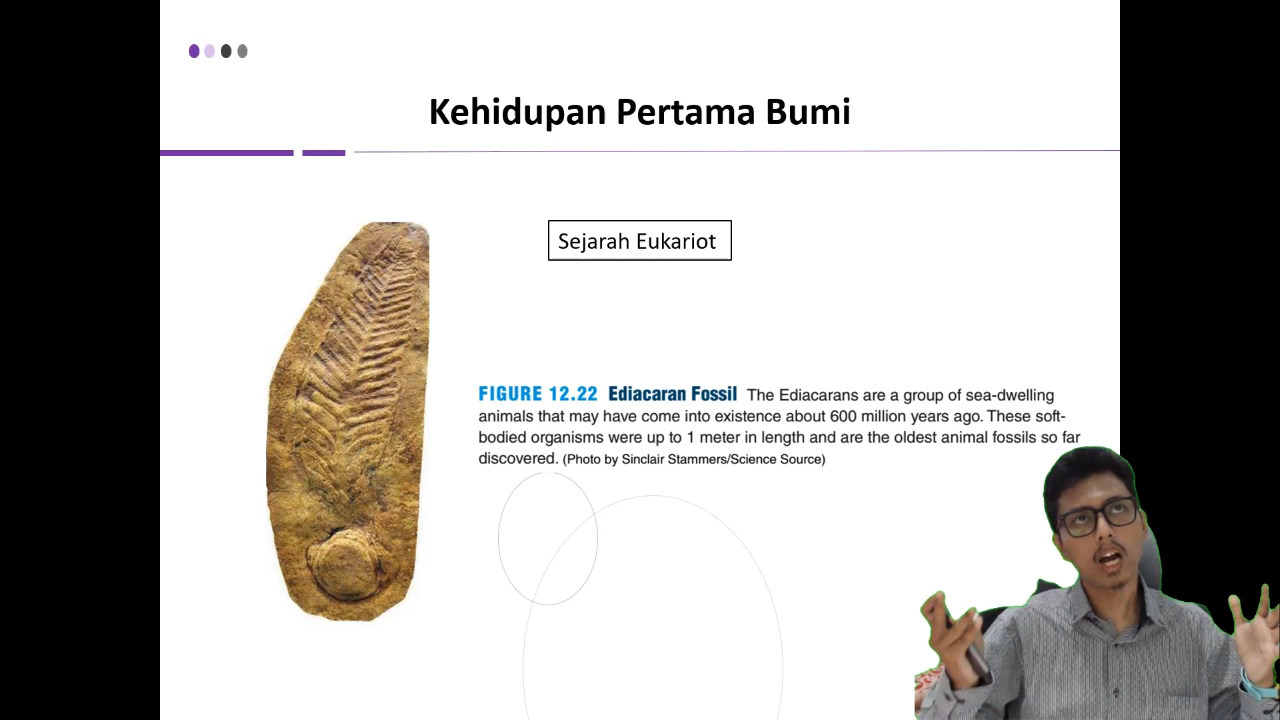 Kehidupan Pertama Bumi
Sejarah Eukariot
FIGURE 12.22 Ediacaran Fossil The Ediacarans are a group of sea-dwelling
animals that may have come into existence about 600 million years ago. These soft-
bodied organisms were up to 1 meter in length and are the oldest animal fossils so far
discovered. (Photo by Sinclair Stammers/Science Source)